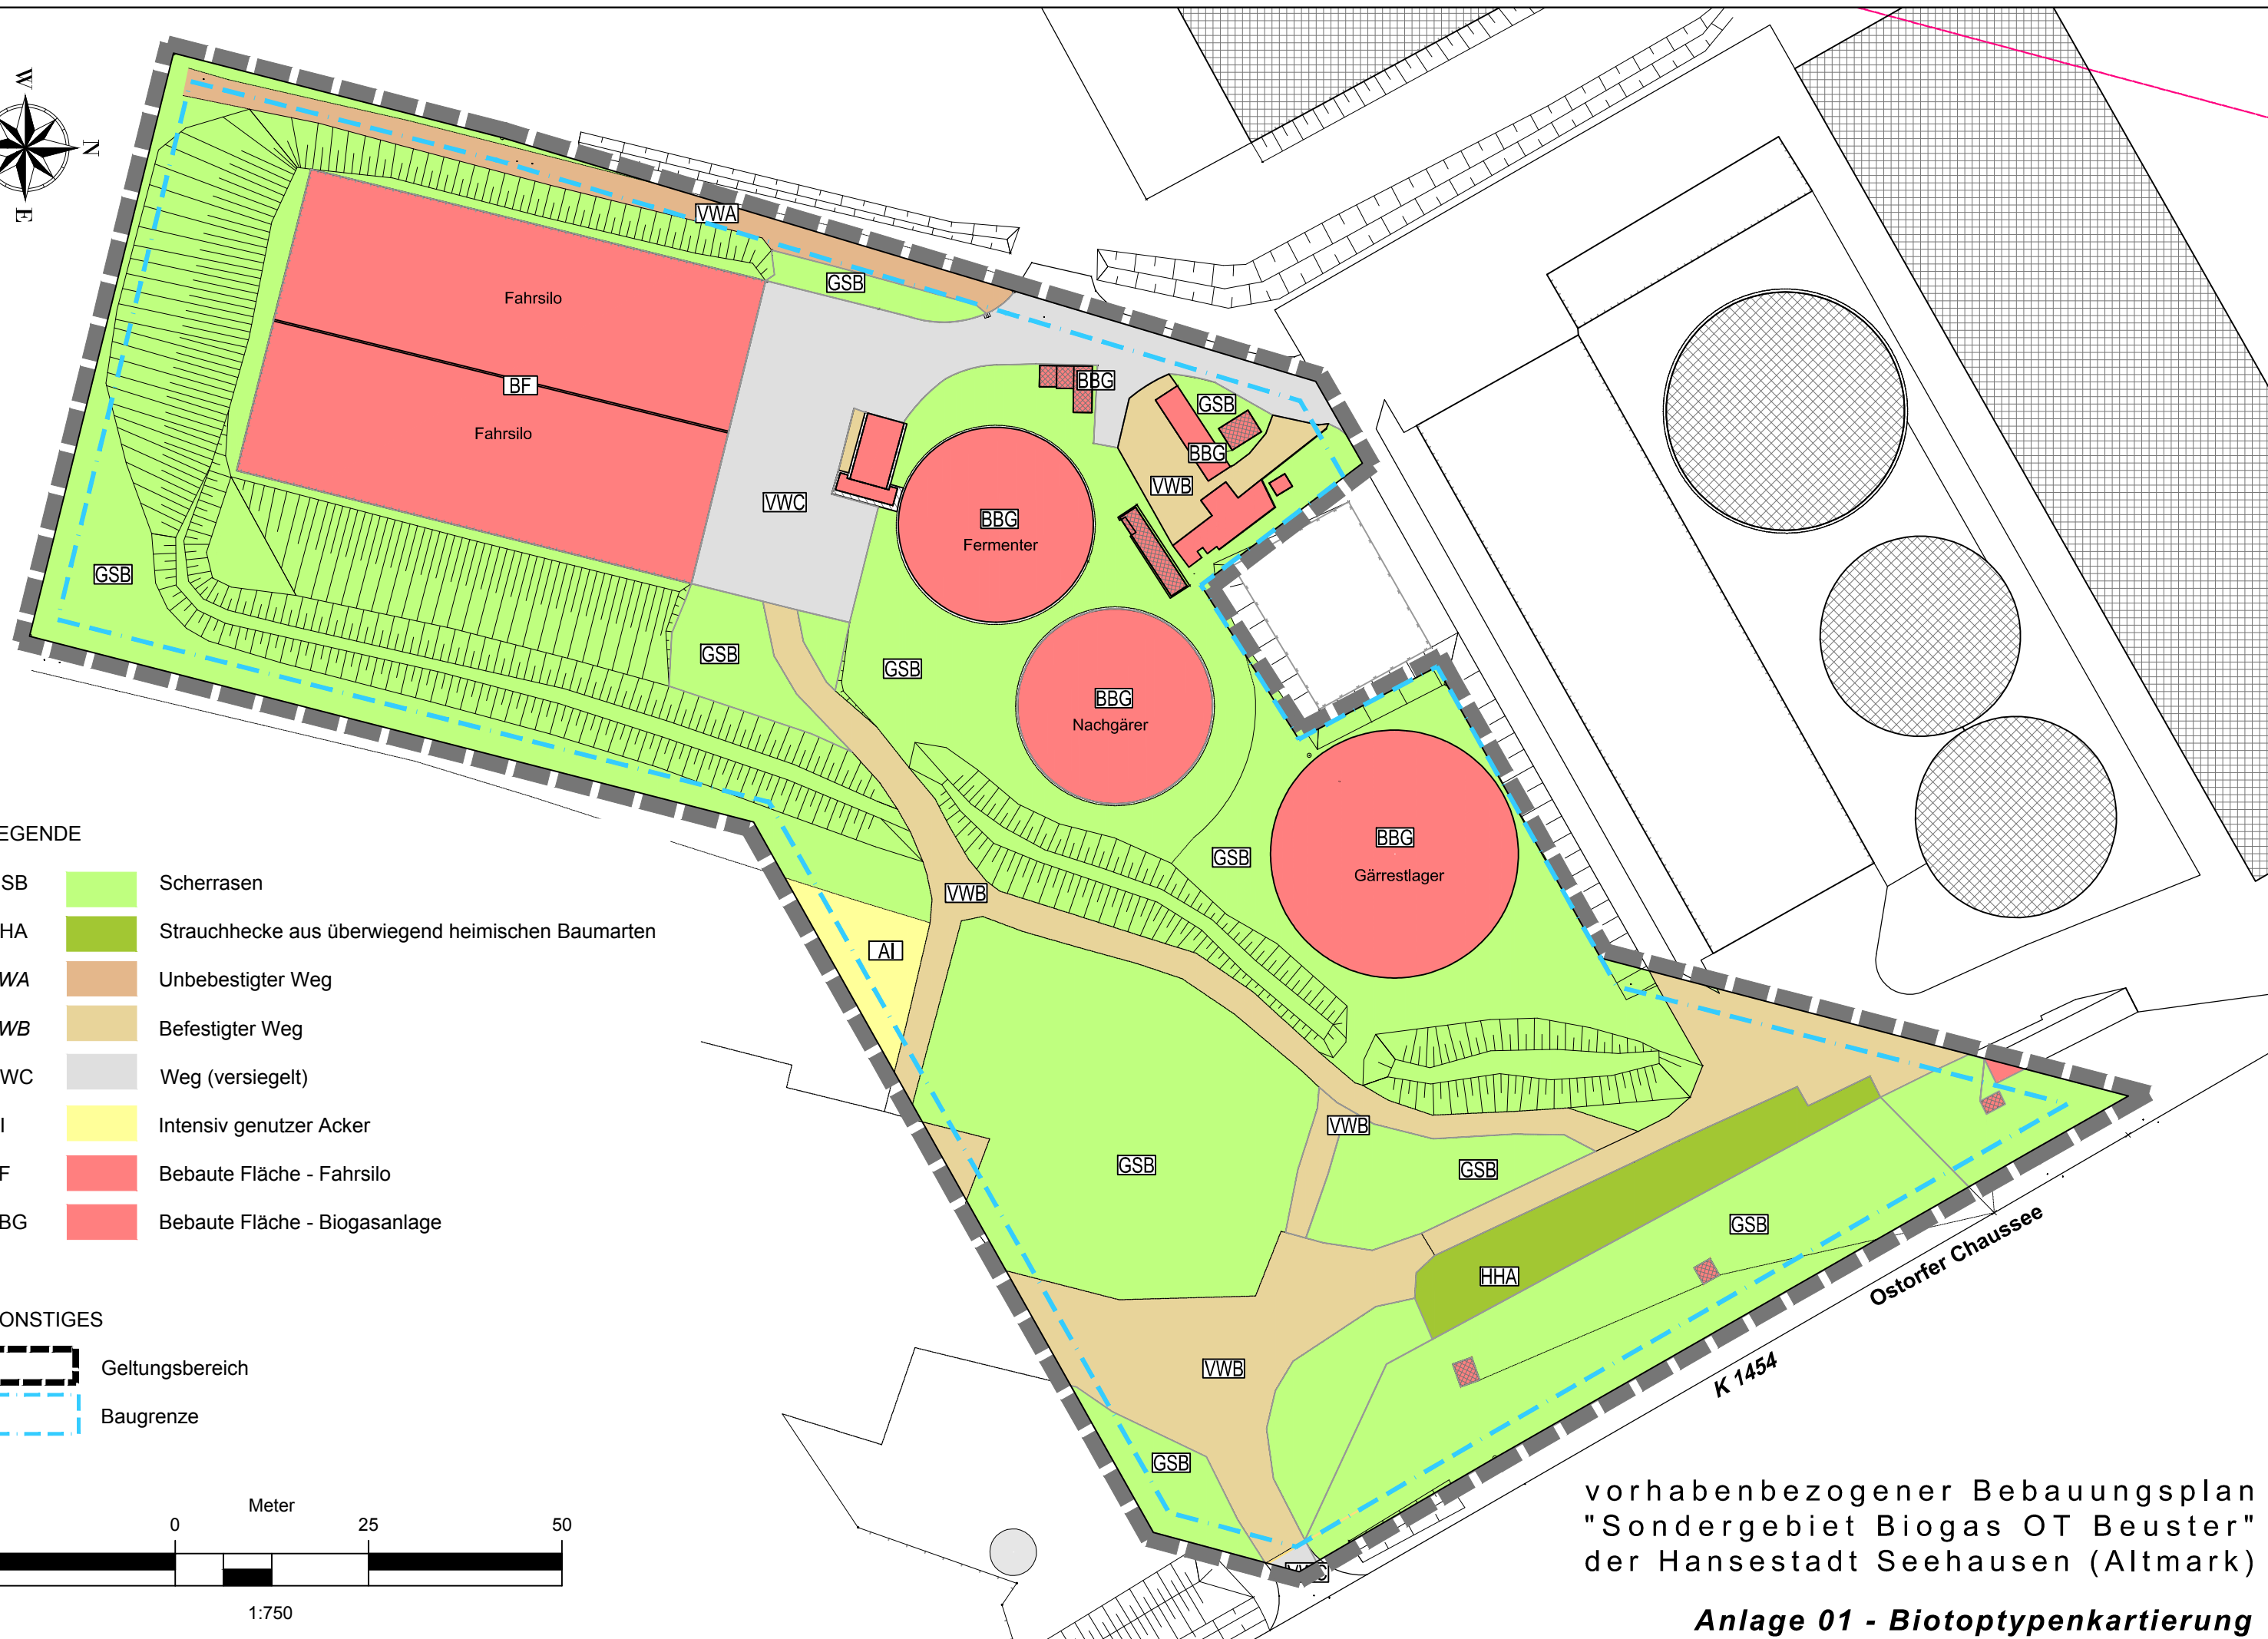 W
N
E
VWA
GSB
Fahrsilo
BF
Fahrsilo
BBG
GSB
BBG
VWB
VWC
BBG
Fermenter
GSB
GSB
GSB
BBG
Nachgärer
BBG
Gärrestlager
GSB
VWB
AI
VWB
GSB
GSB
GSB
HHA
VWB
GSB
Ostorfer Chaussee
K 1454
EGENDE
SB Scherrasen
HA Strauchhecke aus überwiegend heimischen Baumarten
WA Unbebestigter Weg
WB Befestigter Weg
WC Weg (versiegelt)
I Intensiv genutzer Acker
F Bebaute Fläche - Fahrsilo
BG Bebaute Fläche - Biogasanlage
ONSTIGES
Geltungsbereich
Baugrenze
Meter
0 25 50
1:750
vorhabenbezogener Bebauungsplan
"Sondergebiet Biogas OT Beuster"
der Hansestadt Seehausen (Altmark)
Anlage 01 - Biotoptypenkartierung